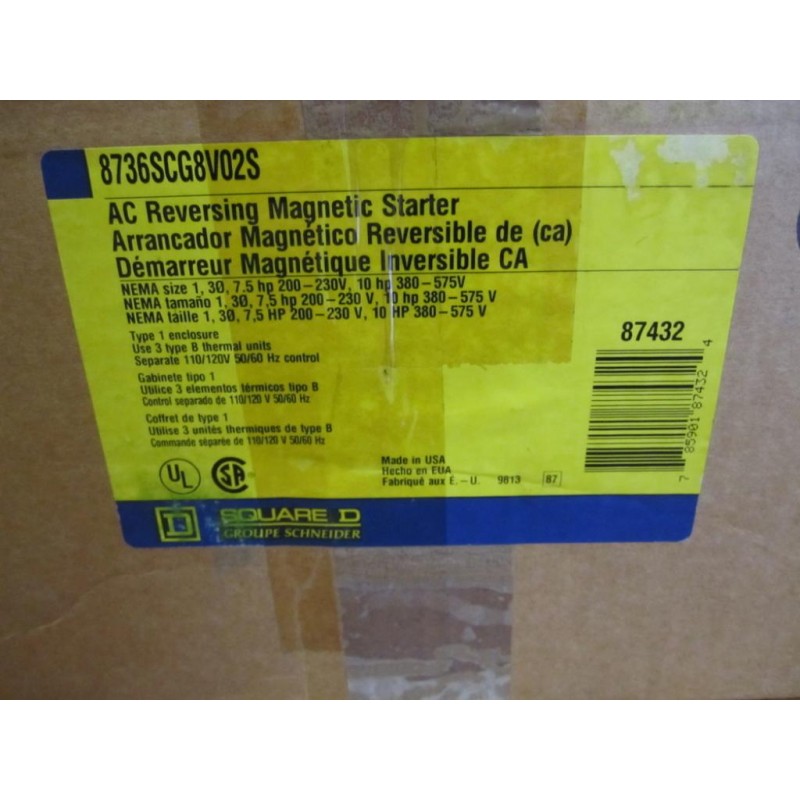 8736SCG8V02S
AC Reversing Magnetic Starter
Arrancador Magnético Reversible de (ca)
Démarreur Magnétique Inversible CA
NEMA size 1, 3Ø, 7.5 hp 200–230V, 10 hp 380–575V
NEMA tamaño 1, 3Ø, 7,5 hp 200–230 V, 10 hp 380–575 V
NEMA taille 1, 3Ø, 7,5 HP 200–230 V, 10 HP 380–575 V
Type 1 enclosure
Use 3 type B thermal units
Separate 110/120V 50/60 Hz control
Gabinete tipo 1
Utilice 3 elementos térmicos tipo B
Control separado de 110/120 V 50/60 Hz
Coffret de type 1
Utilise 3 unités thermiques de type B
Commande séparée de 110/120 V 50/60 Hz
87432
7 85901 87432 4
UL
SA
Made in USA
Hecho en EUA
Fabriqué aux É.–U. 9813 87
D
SQUARE D
GROUPE SCHNEIDER